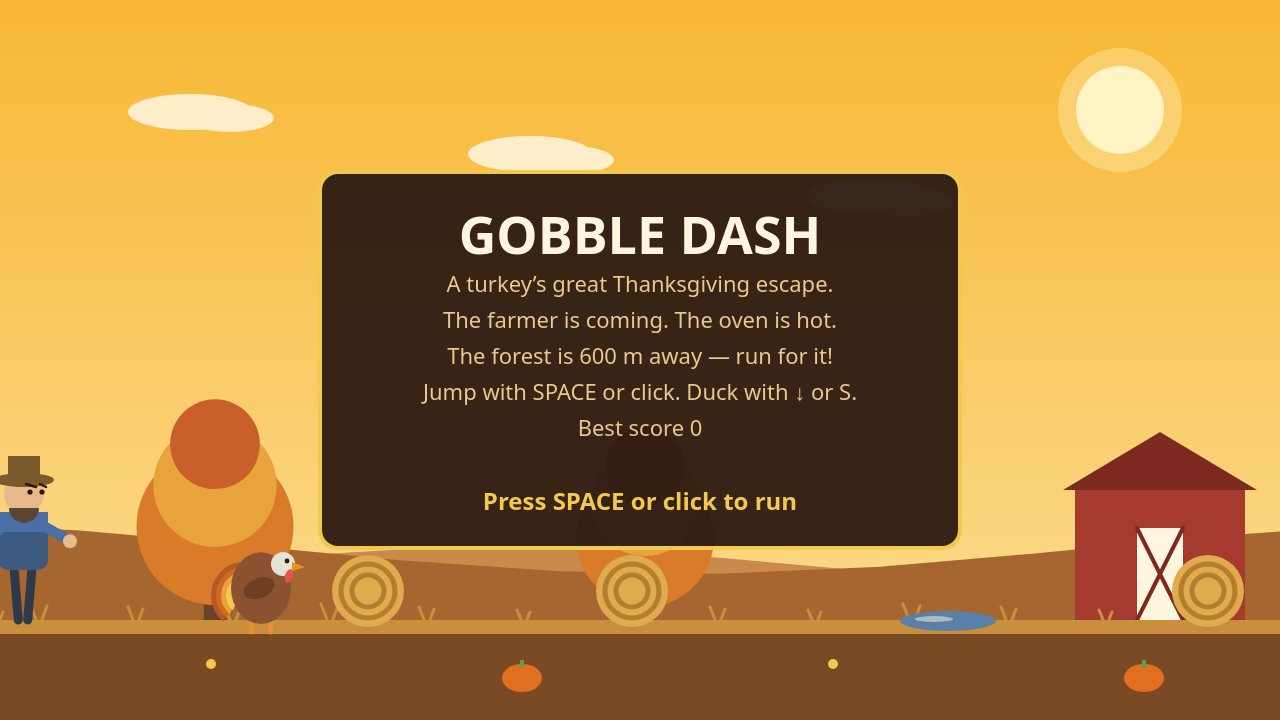 GOBBLE DASH
A turkey’s great Thanksgiving escape.
The farmer is coming. The oven is hot.
The forest is 600 m away — run for it!
Jump with SPACE or click. Duck with ↓ or S.
Best score 0
Press SPACE or click to run